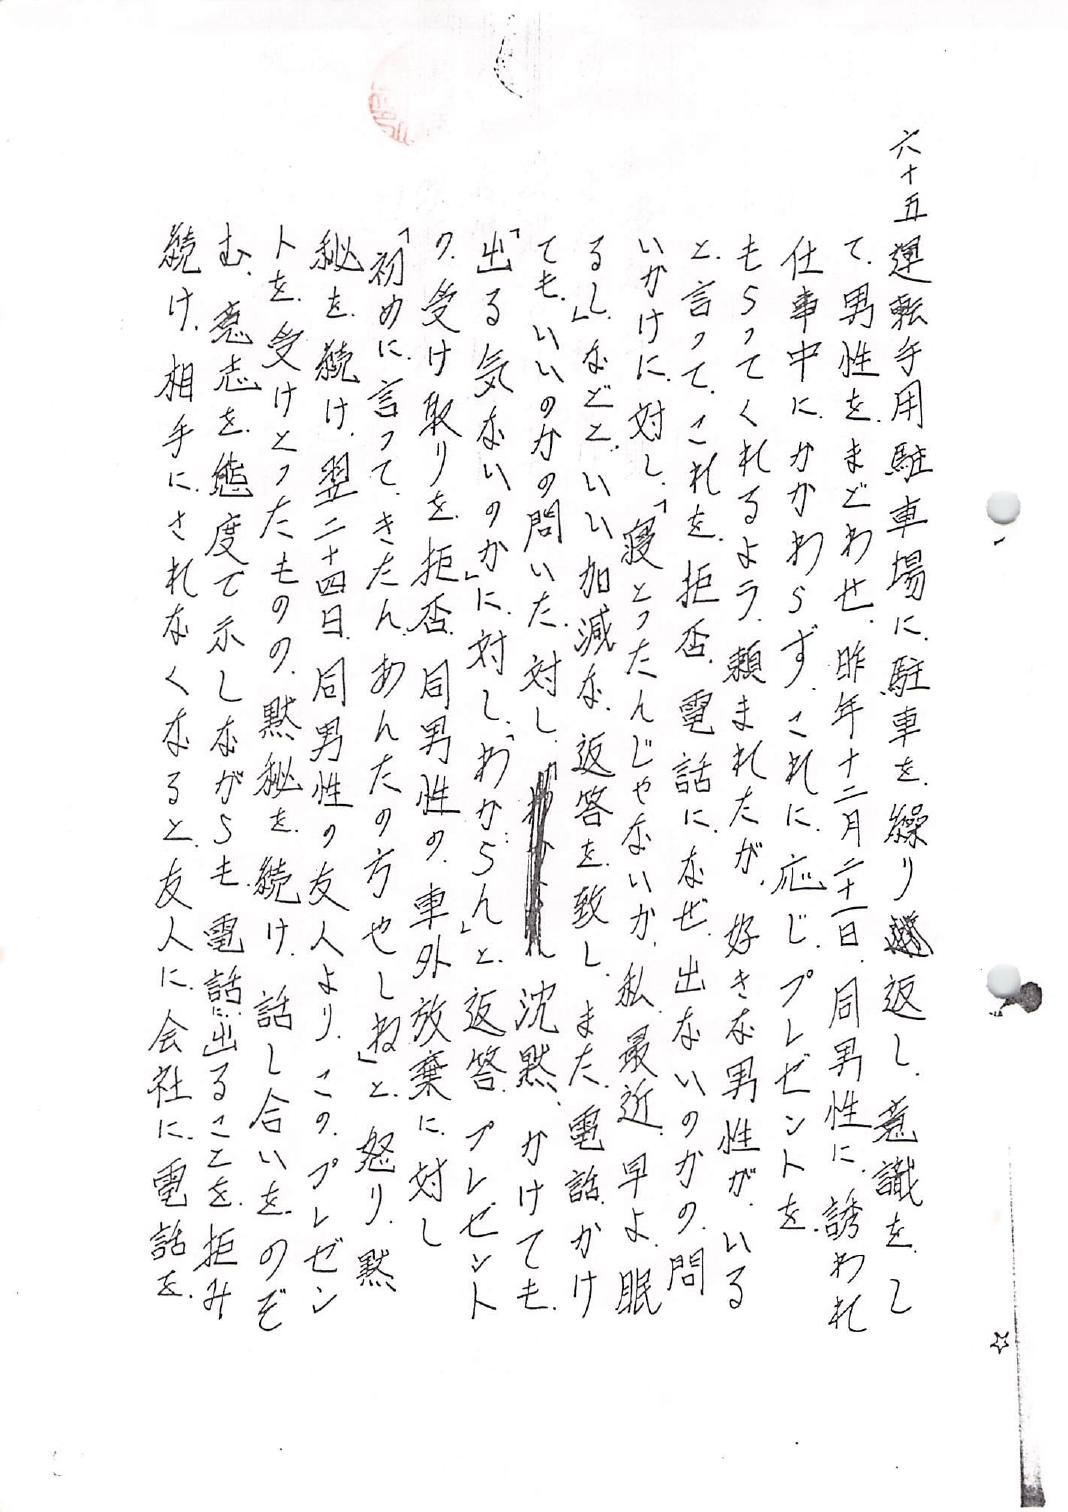 六十五運転手用駐車場に、駐車を、繰り返し、意識を、し
て、男性を、まどわせ、昨年十二月二十一日、同男性に、誘われ
仕事中に、かかわらず、これに、応じ、プレゼントを、
もらってくれるよう、頼まれたが、好きな男性が、いる
と、言って、これを、拒否、電話に、なぜ、出ないのかの、問
いかけに、対し、「寝とったんじゃないか、私、最近、早よ、眠
るし」などと、いい加減な、返答を、致し、また、電話、かけ
ても、いいのかの問いた、対し、沈黙、かけても、
「出る気ないのか」に、対し、「わからん」と、返答、プレゼント
の、受け取りを、拒否、同男性の、車外放棄に、対し
「初めに、言って、きたん、あんたの方やしね」と、怒り、黙
秘を、続け、翌二十四日、同男性の友人より、この、プレゼン
トを、受けとったものの、黙秘を、続け、話し合いを、のぞ
む、意志を、態度で示しながらも、電話に、出ることを、拒み
続け、相手に、されなくなると、友人に、会社に、電話を、